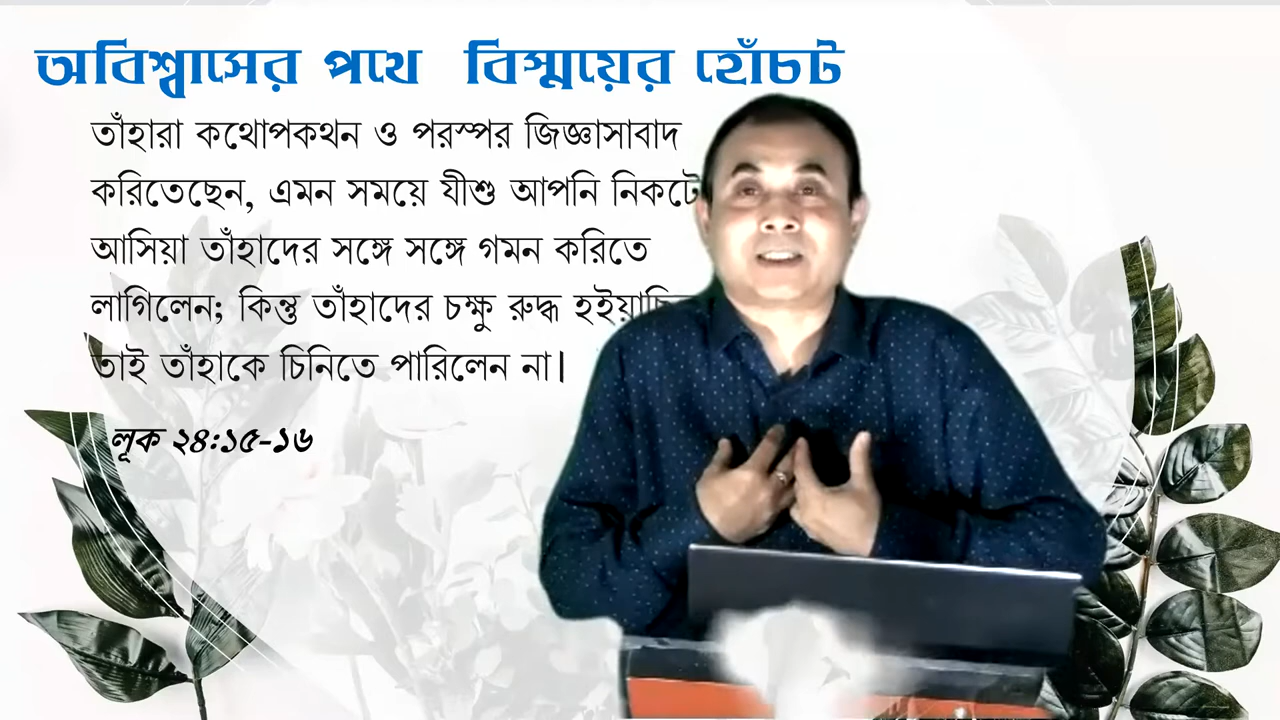 অবিশ্বাসের পথে বিস্ময়ের হোঁচট
তাঁহারা কথোপকথন ও পরস্পর জিজ্ঞাসাবাদ
করিতেছেন, এমন সময়ে যীশু আপনি নিকটে
আসিয়া তাঁহাদের সঙ্গে সঙ্গে গমন করিতে
লাগিলেন; কিন্তু তাঁহাদের চক্ষু রুদ্ধ
তাই তাঁহাকে চিনিতে পারিলেন না।
লূক ২৪:১৫-১৬